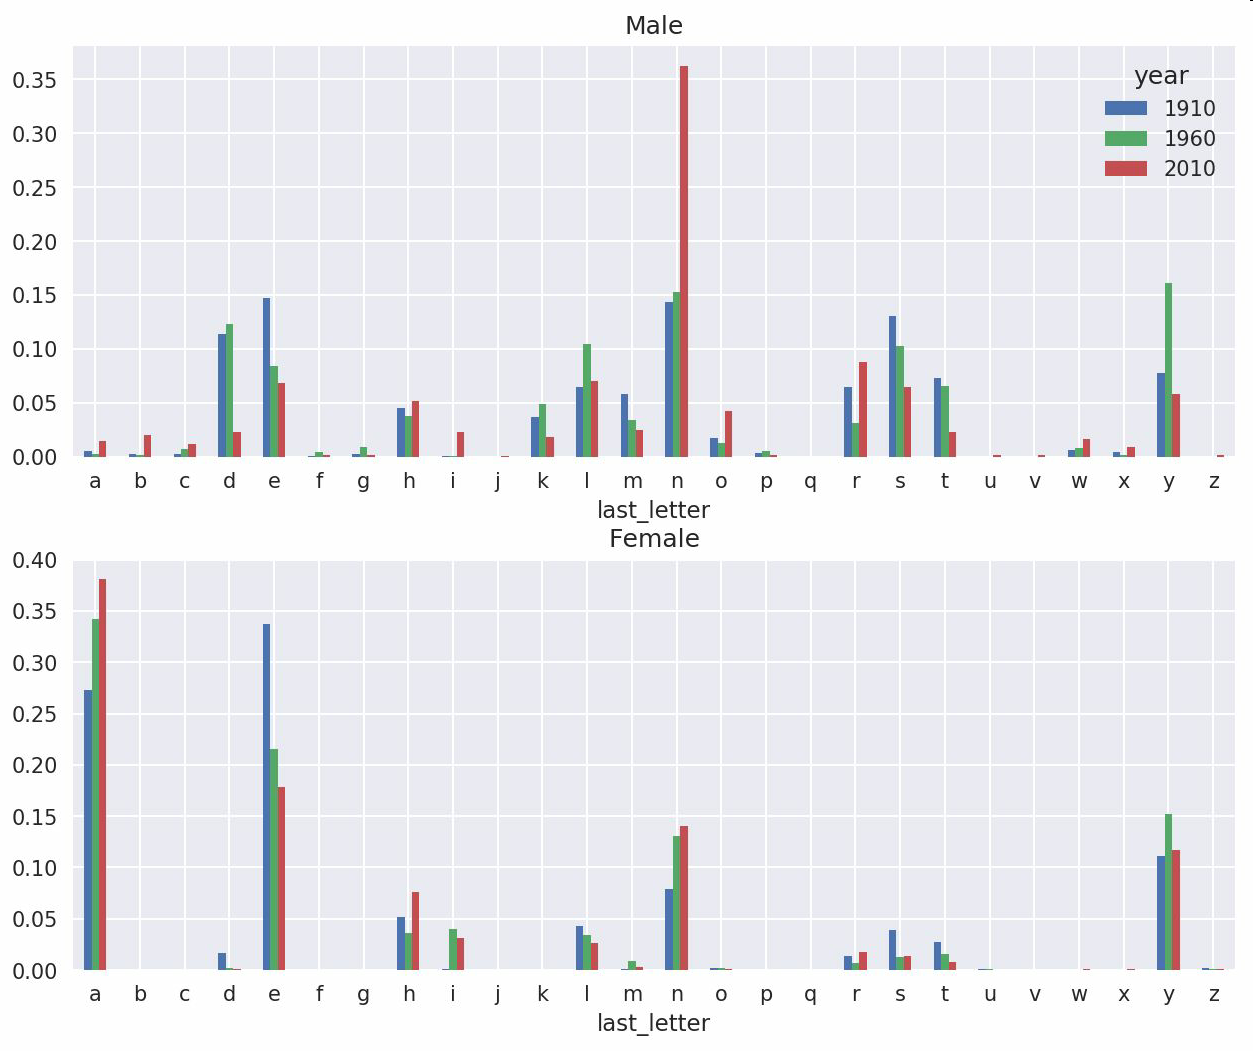 Male
year
1910
1960
2010
0.35
0.30
0.25
0.20
0.15
0.10
0.05
0.00
a b c d e f g h i j k l m n o p q r s t u v w x y z
last_letter
Female
0.40
0.35
0.30
0.25
0.20
0.15
0.10
0.05
0.00
a b c d e f g h i j k l m n o p q r s t u v w x y z
last_letter